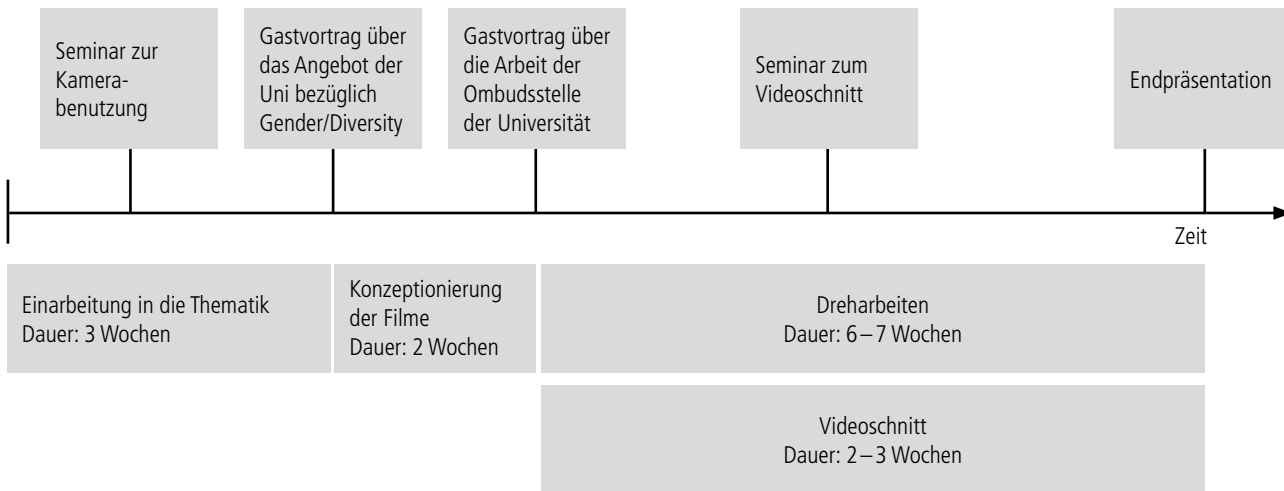 Seminar zur
Kamera-
benutzung
Gastvortrag über
das Angebot der
Uni bezüglich
Gender/Diversity
Gastvortrag über
die Arbeit der
Ombudsstelle
der Universität
Seminar zum
Videoschnitt
Endpräsentation
Zeit
Einarbeitung in die Thematik
Dauer: 3 Wochen
Konzeptionierung
der Filme
Dauer: 2 Wochen
Dreharbeiten
Dauer: 6–7 Wochen
Videoschnitt
Dauer: 2–3 Wochen